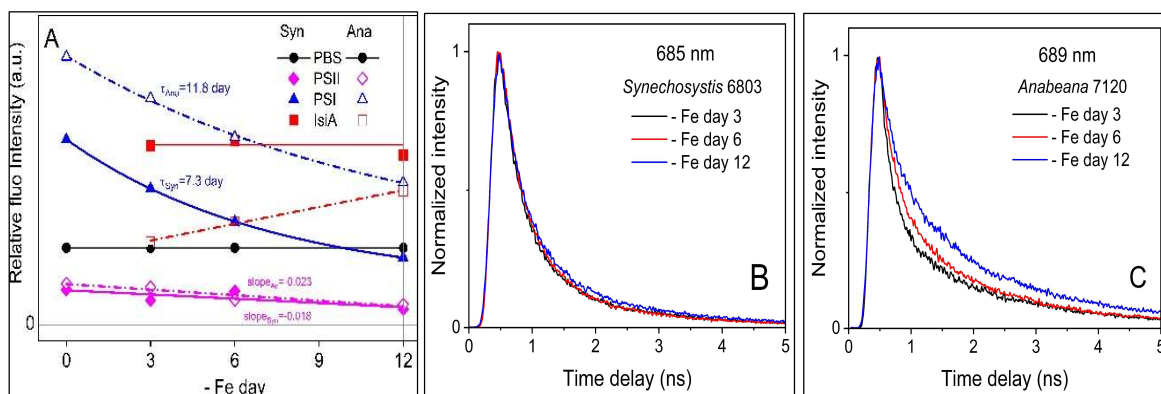 A
Syn Ana
PBS
PSII
PSI
IsiA
τAna=11.8 day
τSyn=7.3 day
slopeSyn=-0.018
Relative fluo Intensity (a.u.)
0
0 3 6 9 12
- Fe day
685 nm
Synechosystis 6803
- Fe day 3
- Fe day 6
- Fe day 12
B
Normalized intensity
1
0
0 1 2 3 4 5
Time delay (ns)
689 nm
Anabeana 7120
- Fe day 3
- Fe day 6
- Fe day 12
C
Normalized intensity
1
0
0 1 2 3 4 5
Time delay (ns)